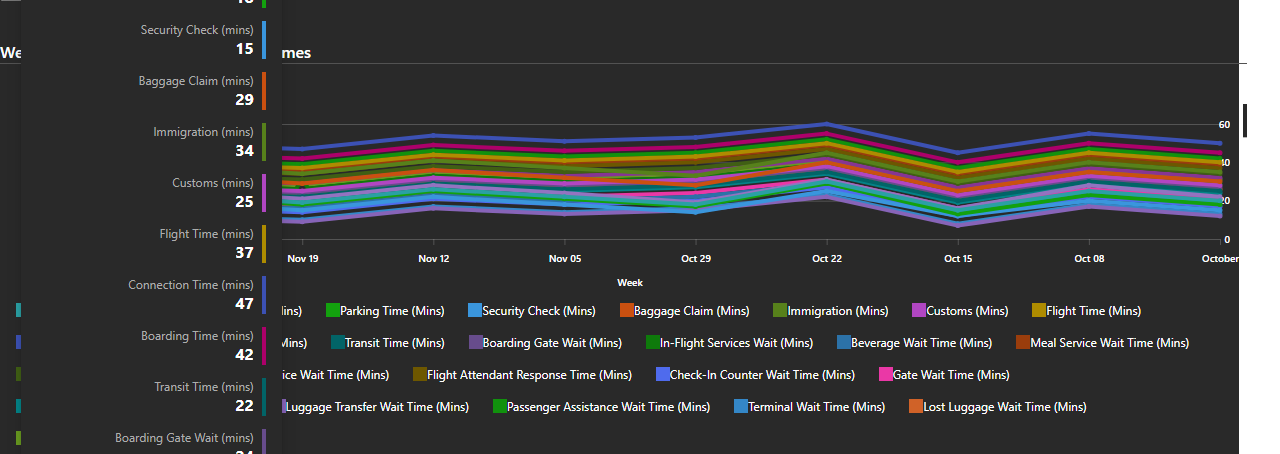 Security Check (mins)
15
We
mes
Baggage Claim (mins)
29
Immigration (mins)
34
Customs (mins)
25
Flight Time (mins)
37
Connection Time (mins)
47
Boarding Time (mins)
42
Transit Time (mins)
22
Boarding Gate Wait (mins)
60
40
20
0
Nov 19 Nov 12 Nov 05 Oct 29 Oct 22 Oct 15 Oct 08 October
Week
ins) Parking Time (Mins) Security Check (Mins) Baggage Claim (Mins) Immigration (Mins) Customs (Mins) Flight Time (Mins)
Mins) Transit Time (Mins) Boarding Gate Wait (Mins) In-Flight Services Wait (Mins) Beverage Wait Time (Mins) Meal Service Wait Time (Mins)
ice Wait Time (Mins) Flight Attendant Response Time (Mins) Check-In Counter Wait Time (Mins) Gate Wait Time (Mins)
Luggage Transfer Wait Time (Mins) Passenger Assistance Wait Time (Mins) Terminal Wait Time (Mins) Lost Luggage Wait Time (Mins)